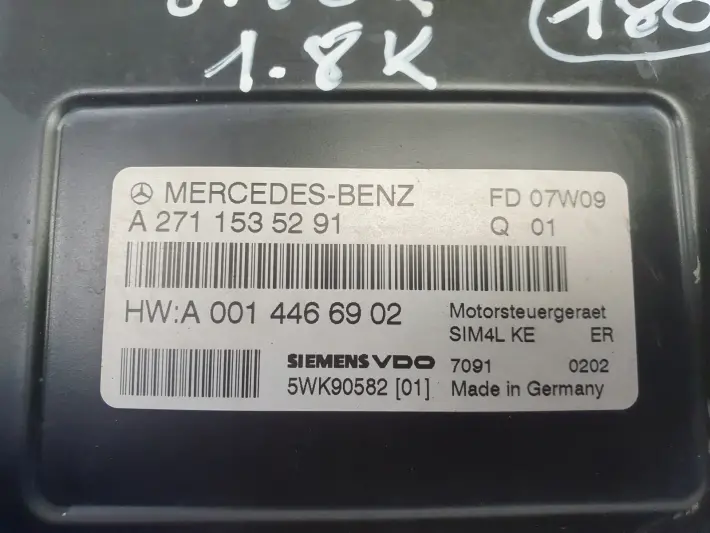 180
1.8K
MERCEDES-BENZ FD 07W09
A 271 153 52 91 Q 01
HW:A 001 446 69 02 Motorsteuergeraet
SIM4L KE ER
SIEMENS VDO 7091 0202
5WK90582 [01] Made in Germany